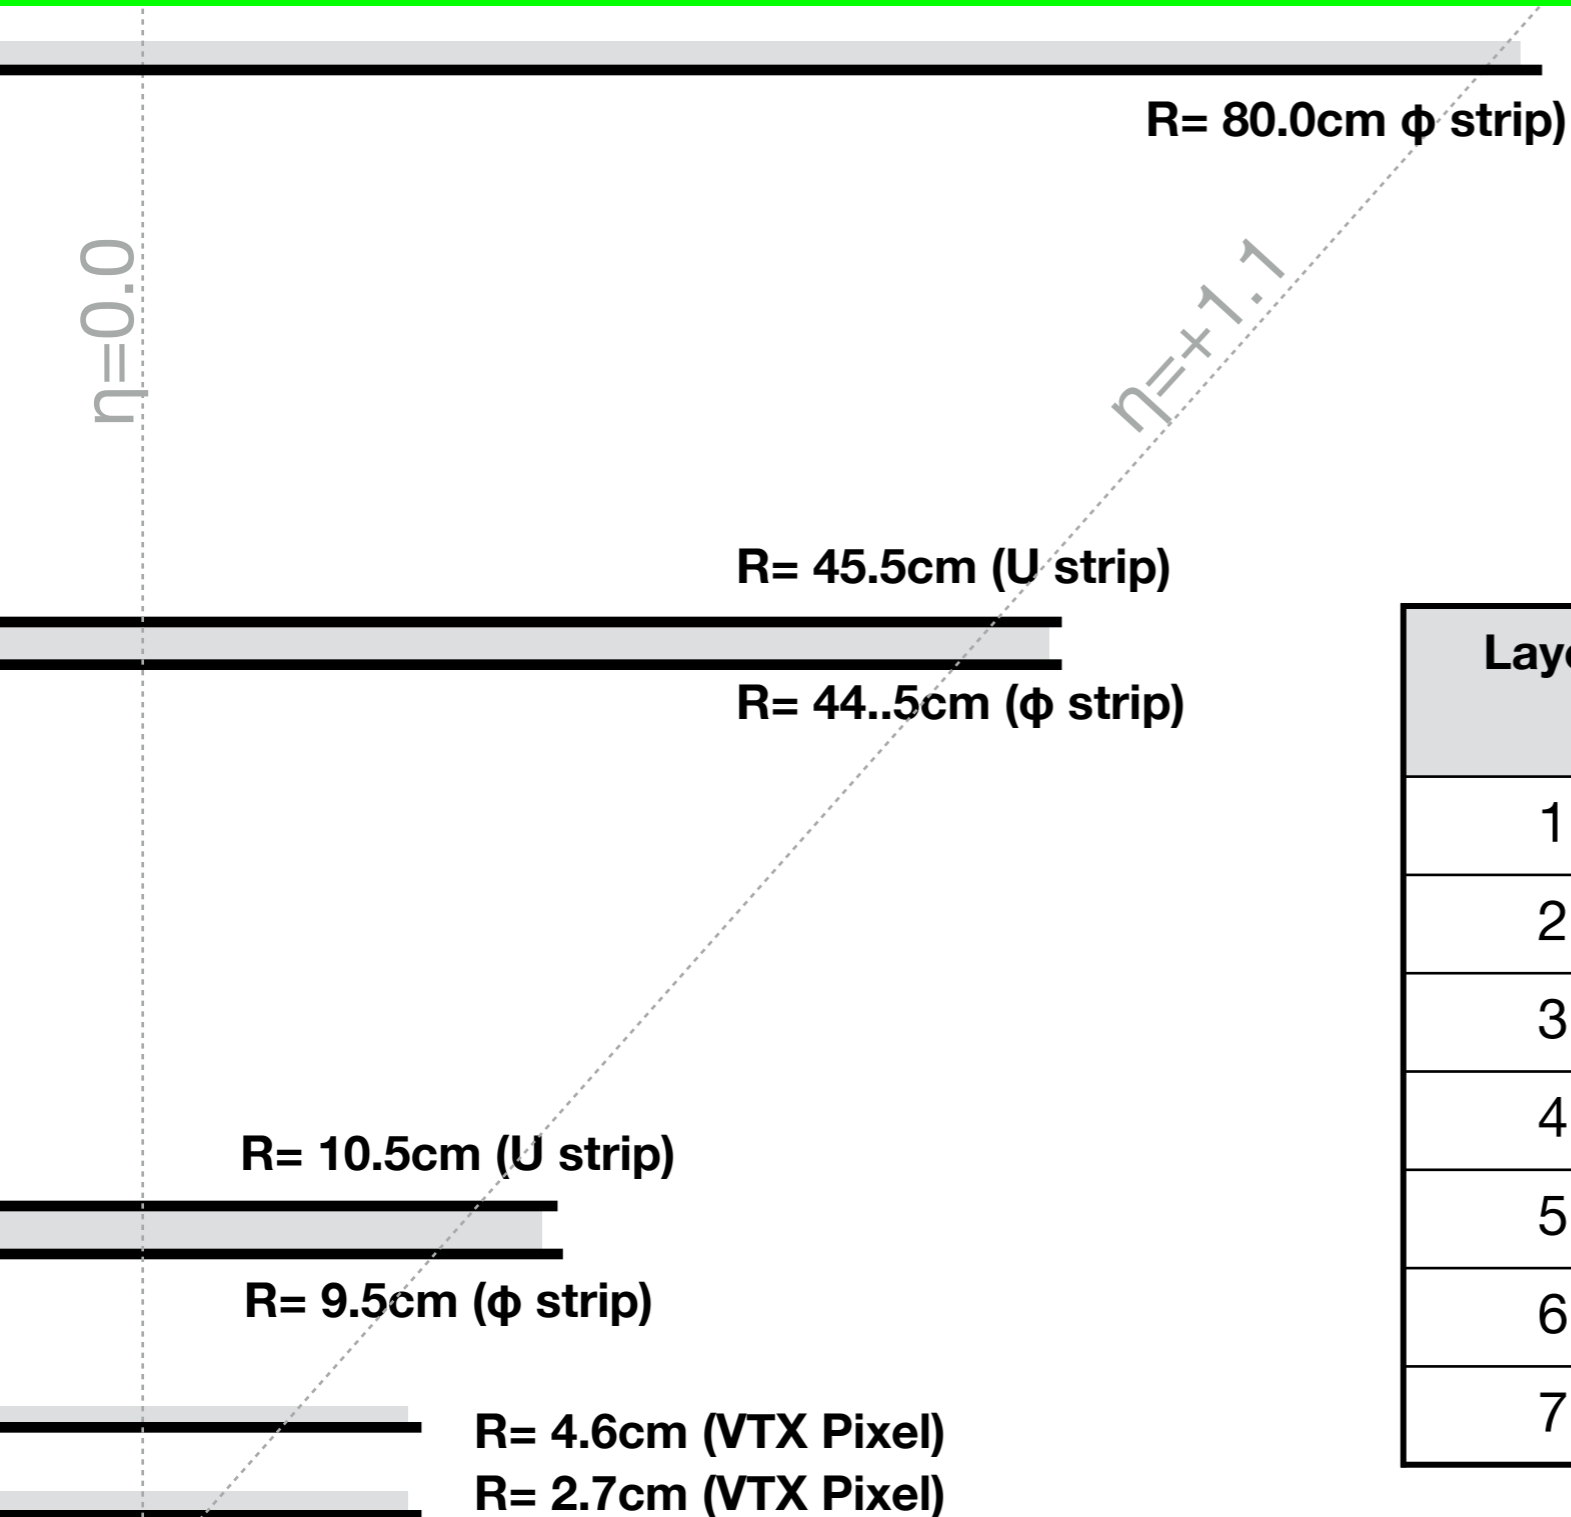 R= 80.0cm ϕ strip)
η=0.0
η=+1.1
R= 45.5cm (U strip)
R= 44..5cm (ϕ strip)
R= 10.5cm (U strip)
R= 9.5cm (ϕ strip)
R= 4.6cm (VTX Pixel)
R= 2.7cm (VTX Pixel)
1
2
3
4
5
6
7